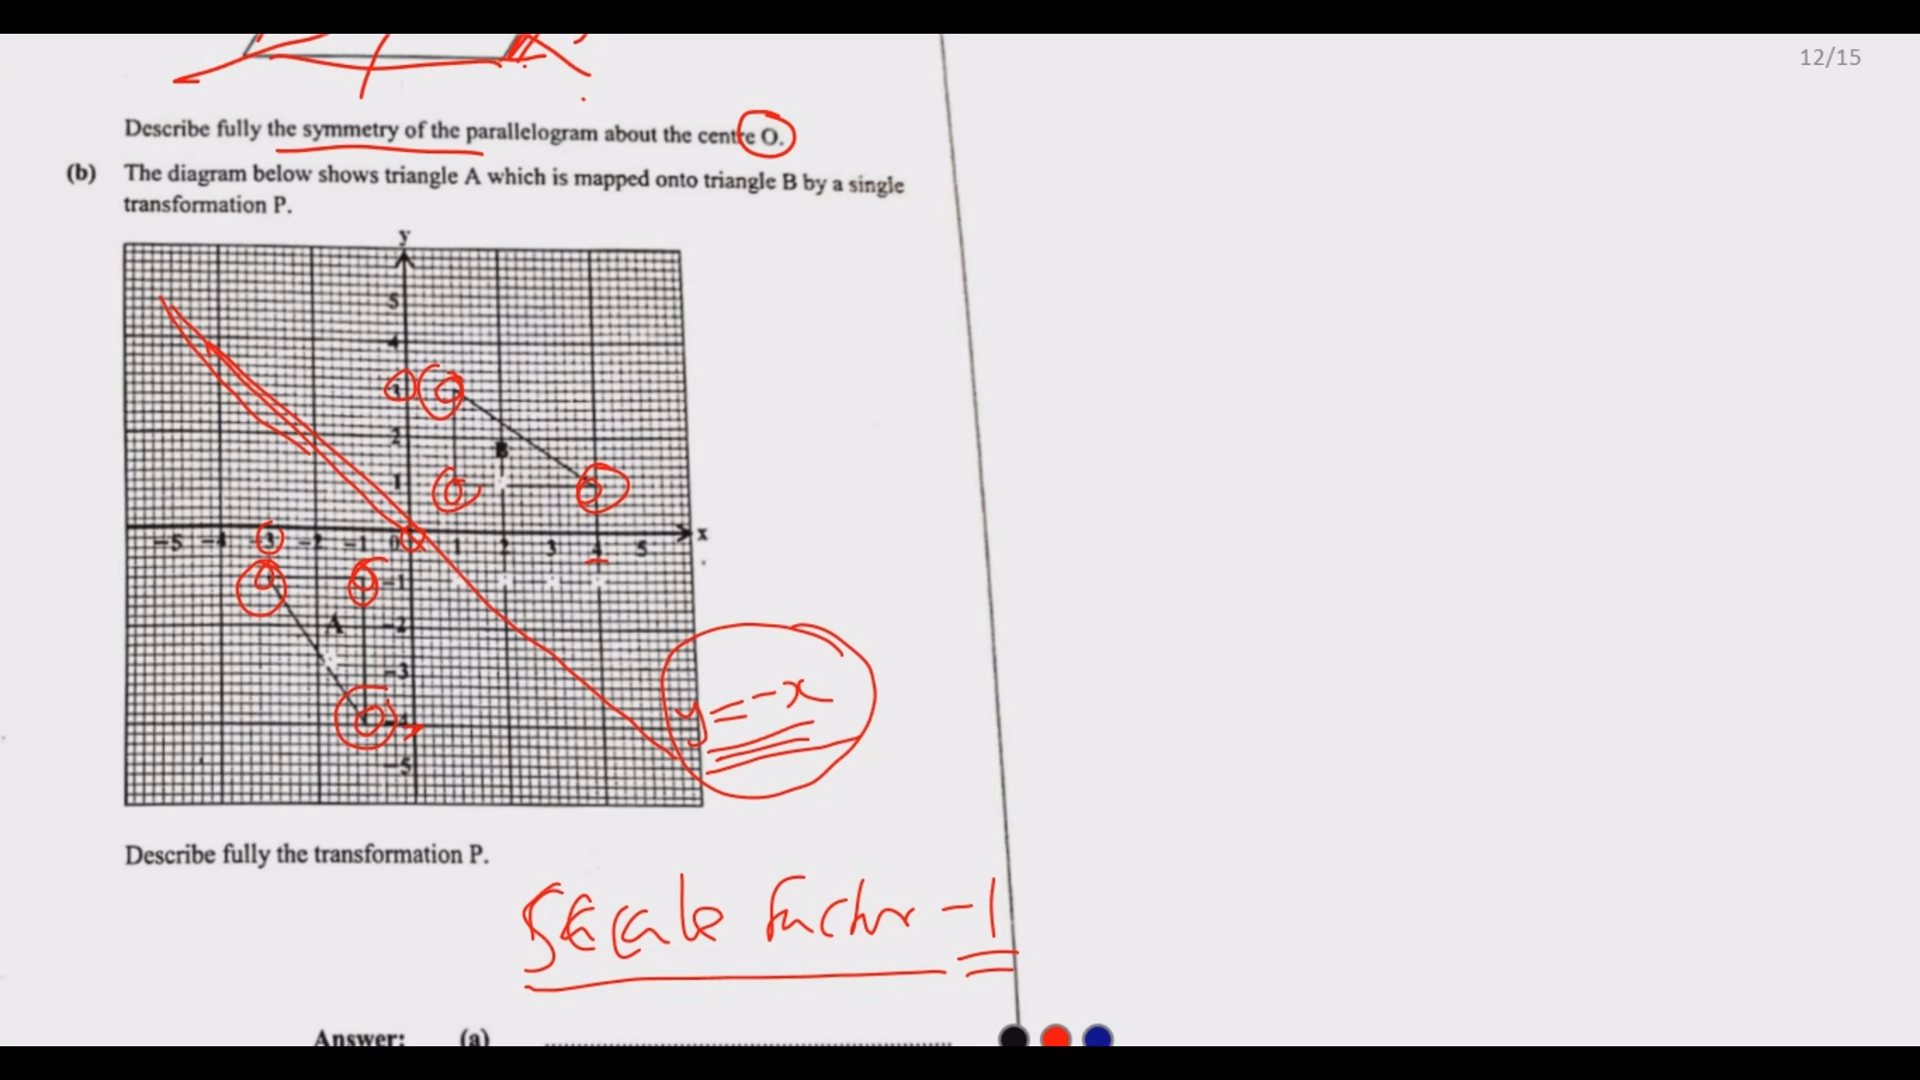 12/15
Describe fully the symmetry of the parallelogram about the centre O.
(b) The diagram below shows triangle A which is mapped onto triangle B by a single
transformation P.
y
5
4
3
2
B
1
-5 -4 -3 -2 -1 0 1 2 3 4 5 x
-1
A -2
-3
-4
y = -x
-5
Describe fully the transformation P.
Scale factor -1
Answer: (a)